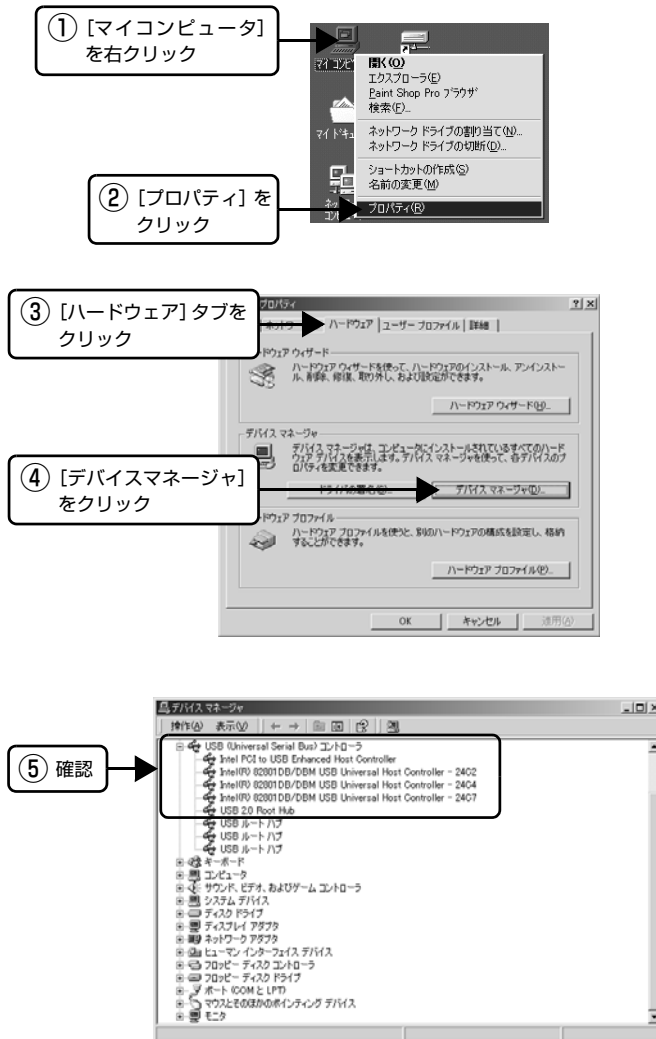 ① [マイコンピュータ]
を右クリック
マイ コンピ
開く(O)
エクスプローラ(E)
Paint Shop Pro ブラウザ
検索(F)...
マイ ドキュ
ネットワーク ドライブの割り当て(N)...
ネットワーク ドライブの切断(D)...
ショートカットの作成(S)
名前の変更(M)
② [プロパティ] を
クリック
プロパティ(R)
③ [ハードウェア] タブを
クリック
プロパティ
ハードウェア
ユーザー プロファイル
詳細
ハードウェア ウィザード
ハードウェア ウィザードを使って、ハードウェアのインストール、アンインストー
ル、削除、修復、取り外し、および設定ができます。
ハードウェア ウィザード(H)...
デバイス マネージャ
デバイス マネージャは、コンピュータにインストールされているすべてのハード
ウェア デバイスを表示します。デバイス マネージャを使って、各デバイスのプ
ロパティを変更できます。
④ [デバイスマネージャ]
をクリック
デバイス マネージャ(D)...
ードウェア プロファイル
ハードウェア プロファイルを使うと、別のハードウェアの構成を設定し、格納
することができます。
ハードウェア プロファイル(P)...
OK
キャンセル
適用(A)
デバイス マネージャ
操作(A) 表示(V)
⑤ 確認
USB (Universal Serial Bus) コントローラ
Intel PCI to USB Enhanced Host Controller
Intel(R) 82801DB/DBM USB Universal Host Controller - 24C2
Intel(R) 82801DB/DBM USB Universal Host Controller - 24C4
Intel(R) 82801DB/DBM USB Universal Host Controller - 24C7
USB 2.0 Root Hub
USB ルート ハブ
USB ルート ハブ
USB ルート ハブ
キーボード
コンピュータ
サウンド、ビデオ、およびゲーム コントローラ
システム デバイス
ディスク ドライブ
ディスプレイ アダプタ
ネットワーク アダプタ
ヒューマン インターフェイス デバイス
フロッピー ディスク コントローラ
フロッピー ディスク ドライブ
ポート (COM と LPT)
マウスとそのほかのポインティング デバイス
モニタ